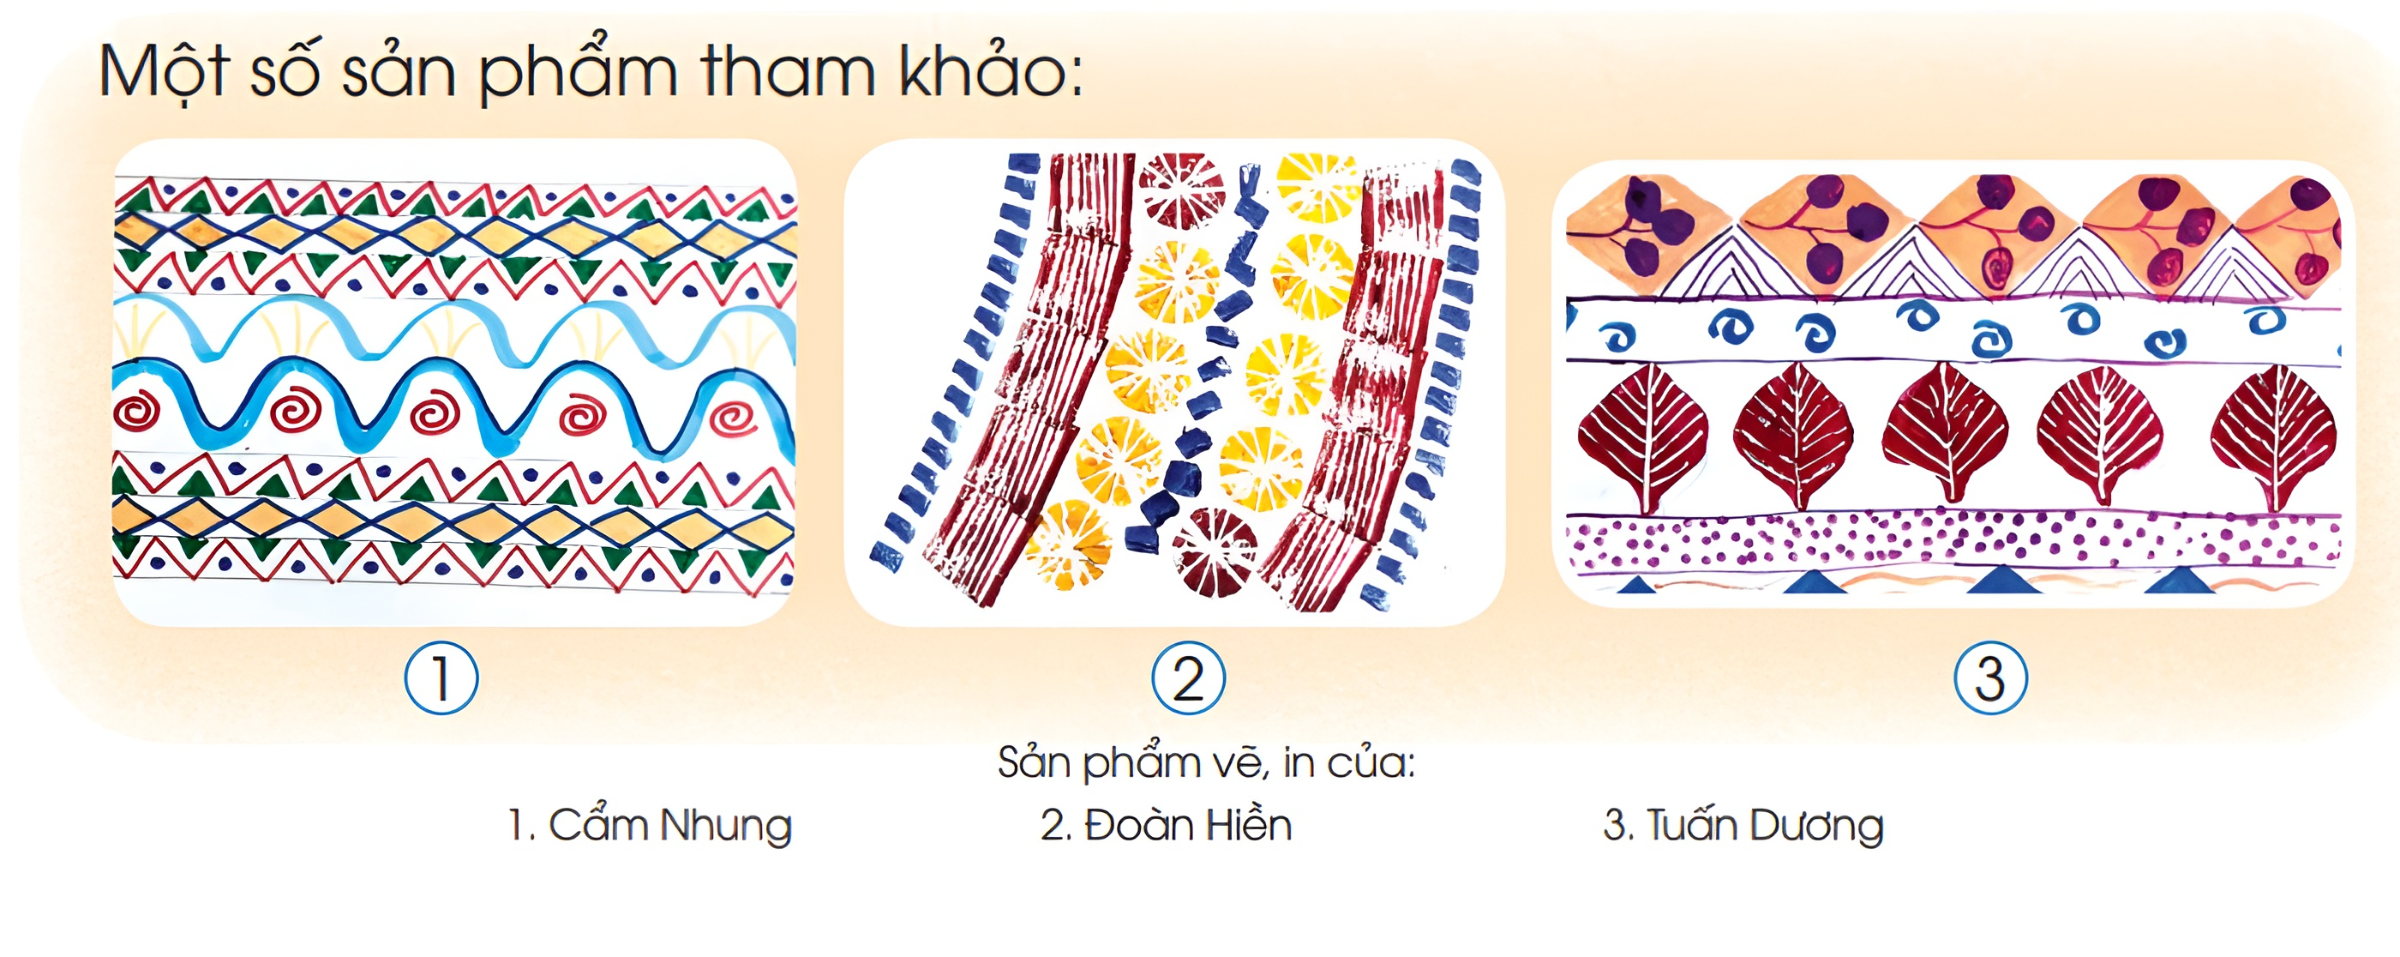 Một số sản phẩm tham khảo:
1
2
3
Sản phẩm vẽ, in của:
1. Cẩm Nhung
2. Đoàn Hiền
3. Tuấn Dương